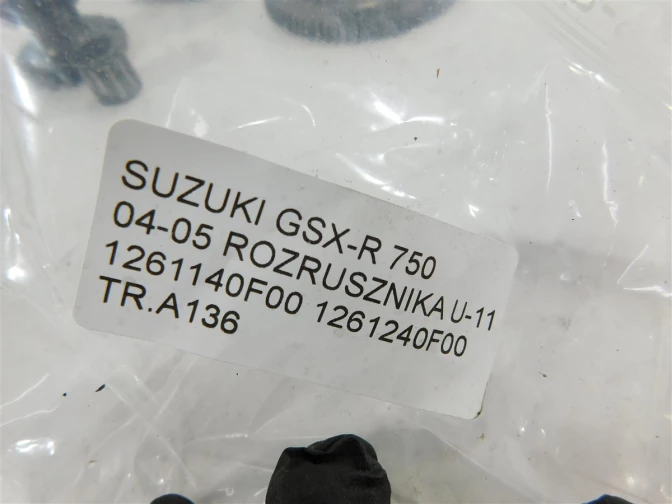 SUZUKI GSX-R 750
04-05 ROZRUSZNIKA U-11
1261140F00 1261240F00
TR.A136